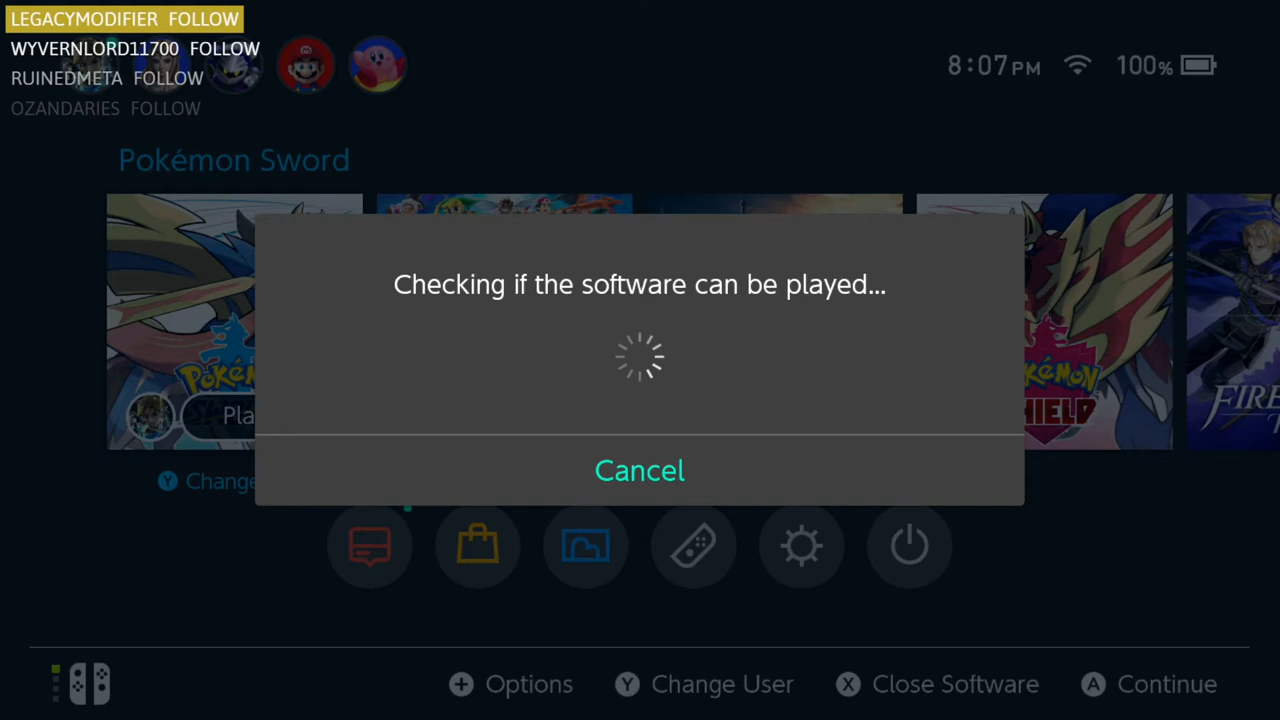 LEGACYMODIFIER FOLLOW
WYVERNLORD11700 FOLLOW
RUINEDMETA FOLLOW
OZANDARIES FOLLOW
8:07PM 100%
Pokémon Sword
Checking if the software can be played...
Cancel
Options Change User Close Software Continue